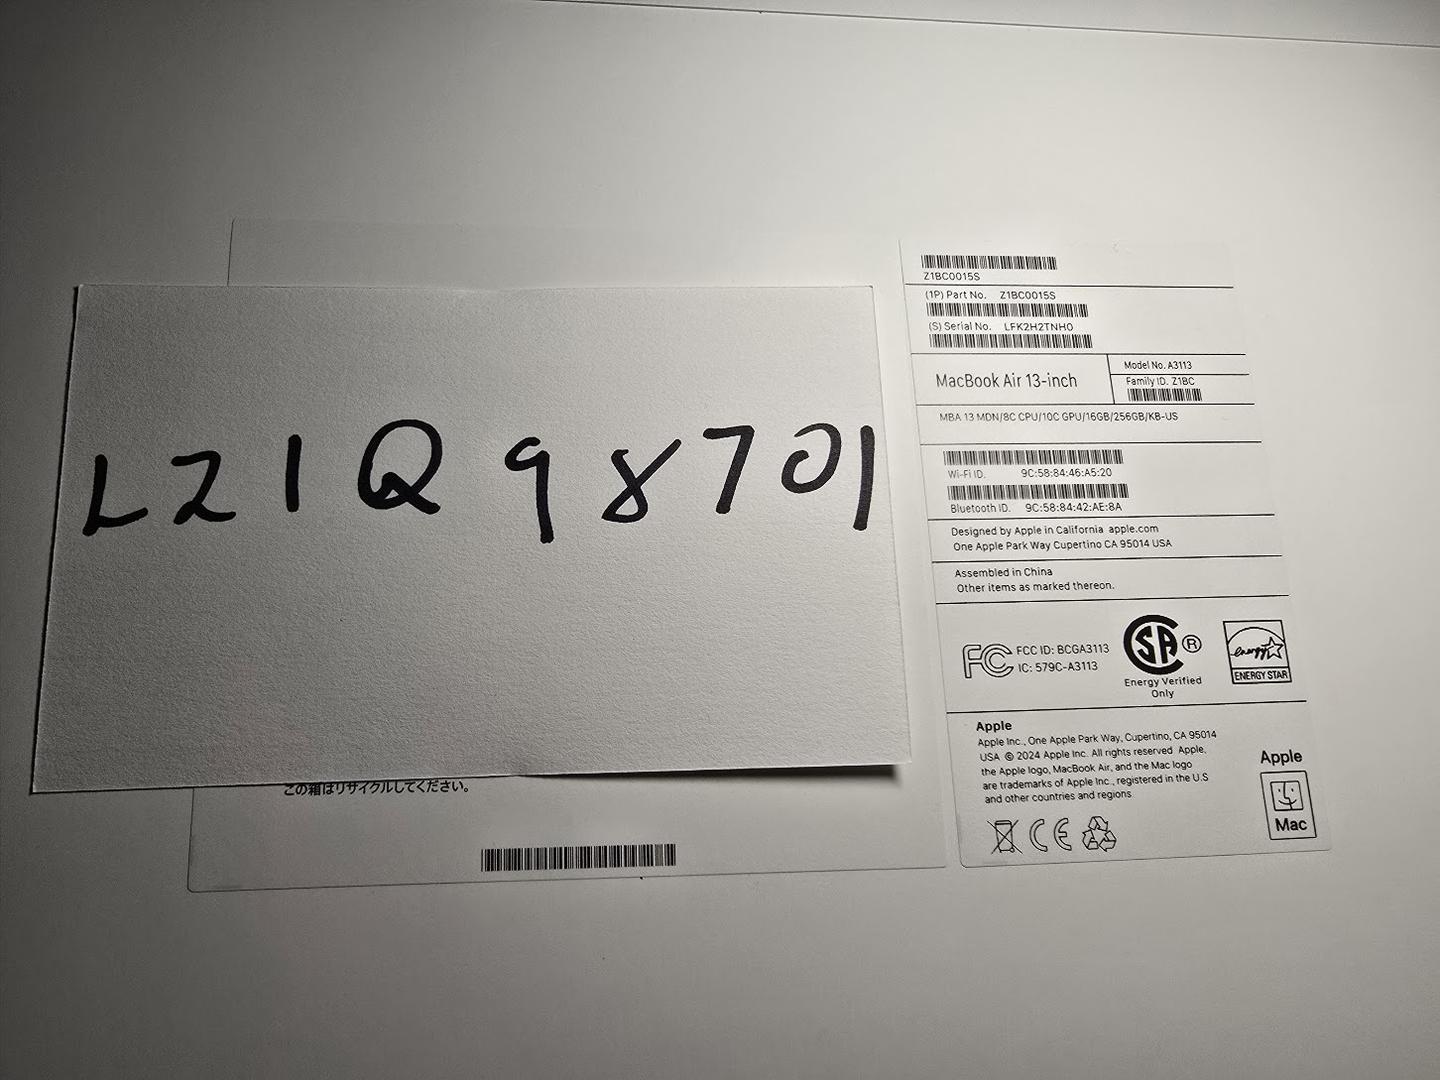 L21Q98701
この箱はリサイクルしてください。
Z1BC0015S
(1P) Part No. Z1BC0015S
(S) Serial No. LFK2H2TNH0
MacBook Air 13-inch
Model No. A3113
Family ID. Z1BC
MBA 13 MDN/8C CPU/10C GPU/16GB/256GB/KB-US
Wi-Fi ID. 9C:58:84:46:A5:20
Bluetooth ID. 9C:58:84:42:AE:8A
Designed by Apple in California apple.com
One Apple Park Way Cupertino CA 95014 USA
Assembled in China
Other items as marked thereon.
FC FCC ID: BCGA3113
IC: 579C-A3113
SA ®
Energy Verified
Only
energy
ENERGY STAR
Apple
Apple Inc., One Apple Park Way, Cupertino, CA 95014
USA © 2024 Apple Inc. All rights reserved Apple,
the Apple logo, MacBook Air, and the Mac logo
are trademarks of Apple Inc., registered in the U.S
and other countries and regions
CE
Apple
Mac